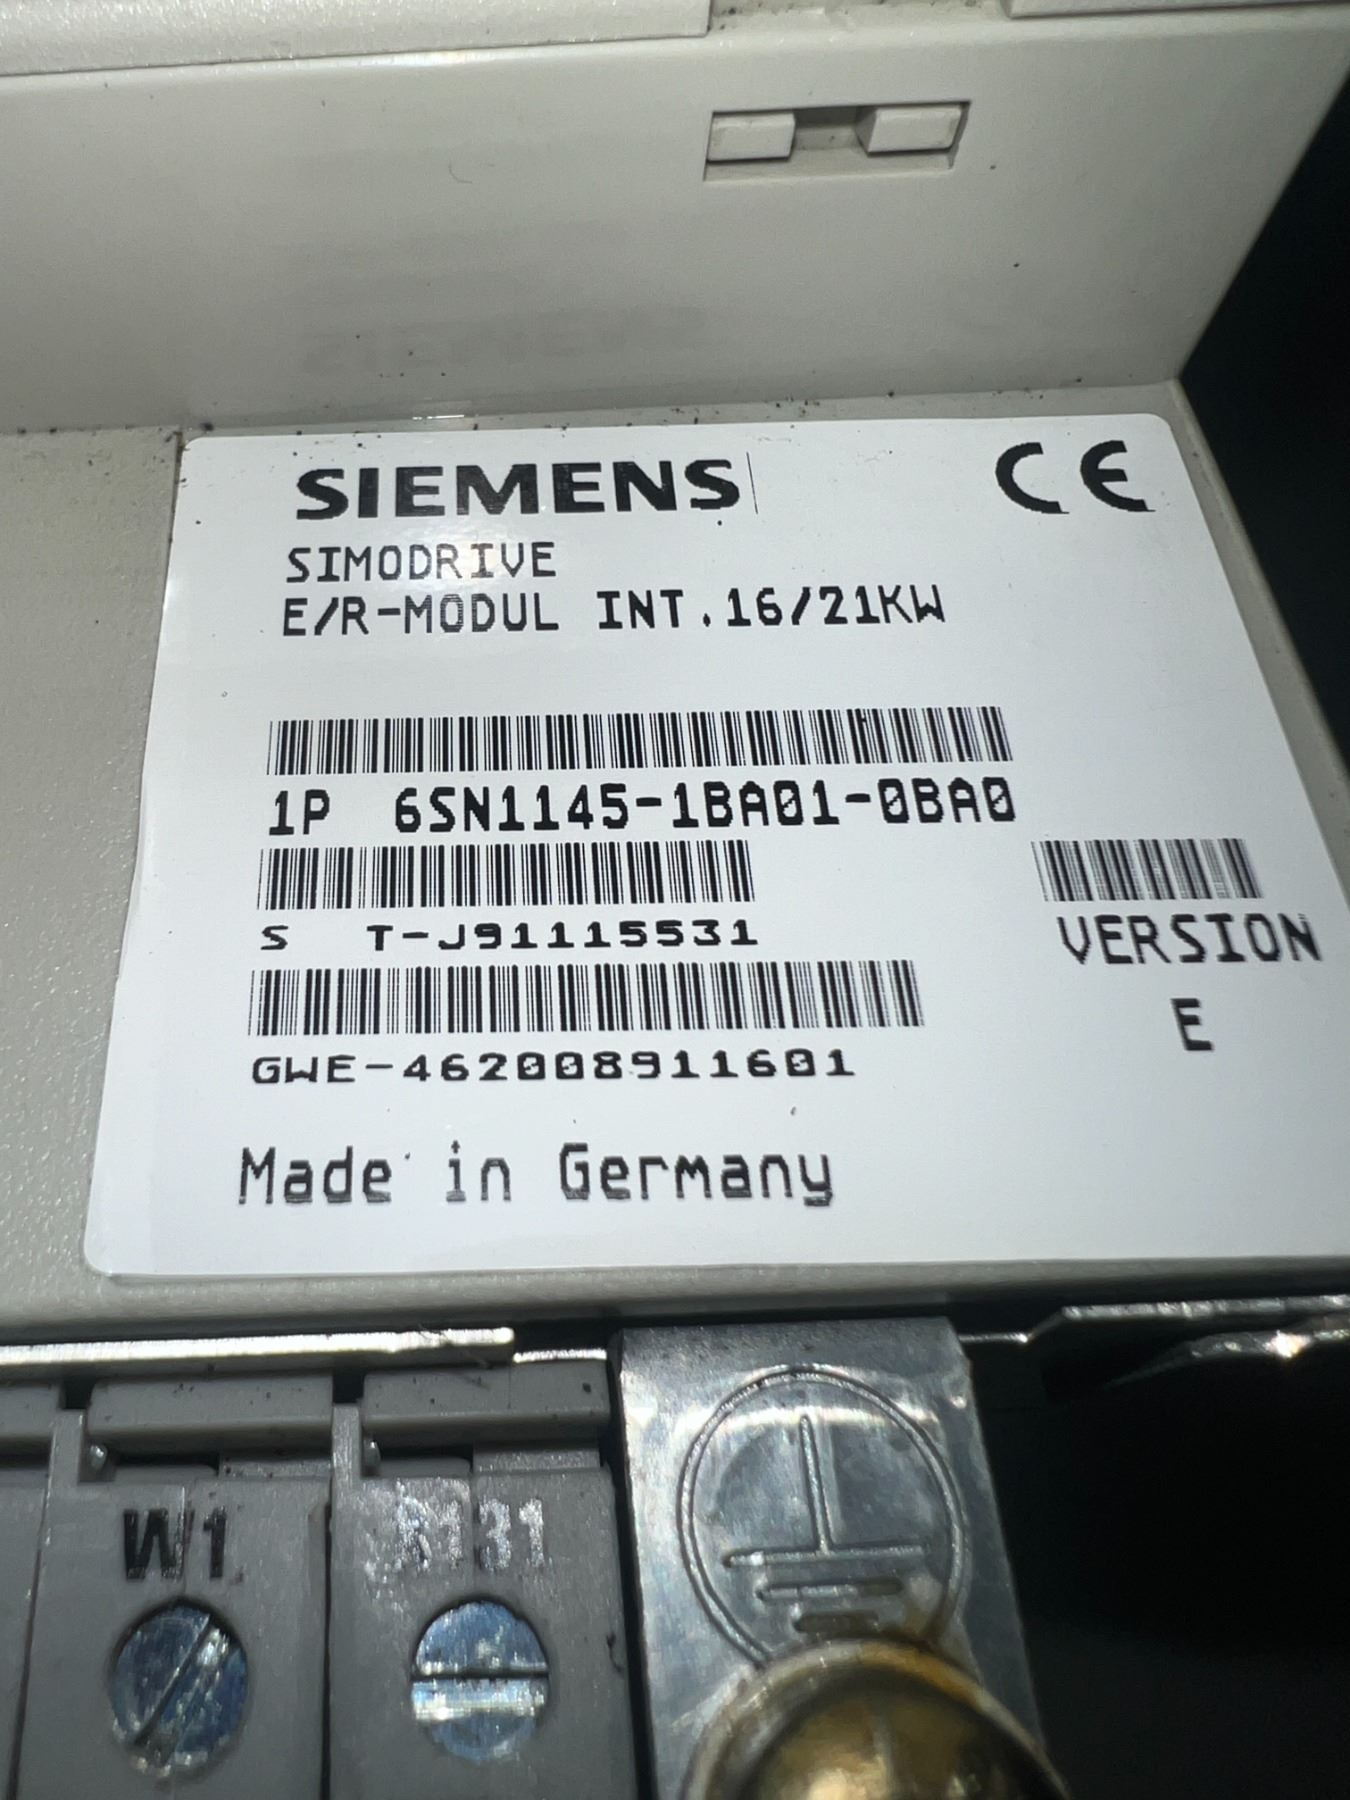 SIEMENS
CE
SIMODRIVE
E/R-MODUL INT.16/21KW
1P 6SN1145-1BA01-0BA0
S T-J91115531
VERSION
GWE-462008911601
E
Made in Germany
W1
R131